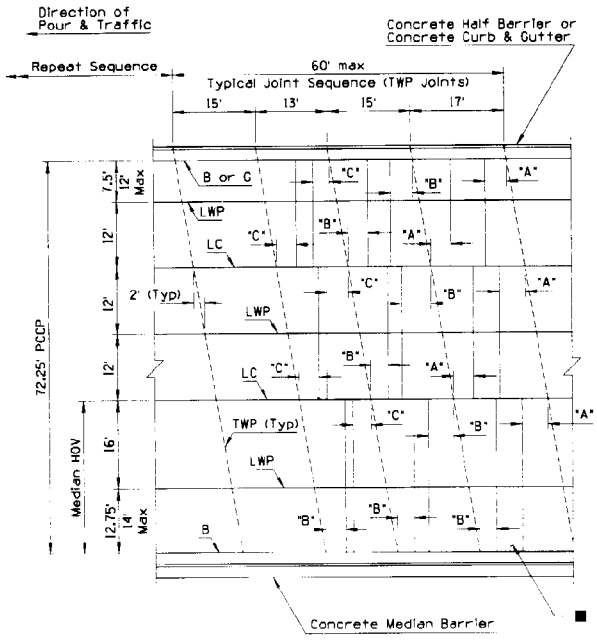 Direction of
Pour & Traffic
Concrete Half Barrier or
Concrete Curb & Gutter
Repeat Sequence
60' max
Typical Joint Sequence (TWP Joints)
15' 13' 15' 17'
B or G
"C"
"B"
"A"
7.5'
12'
Max
LWP
"B"
"C"
"A"
12'
LC
"C"
"A"
2' (Typ)
"B"
12'
LWP
72.25' PCCP
"B"
"C"
"A"
12'
LC
"C"
"B"
"A"
TWP (Typ)
16'
Median HOV
LWP
12.75'
14'
Max
B
"B"
"B"
"B"
Concrete Median Barrier